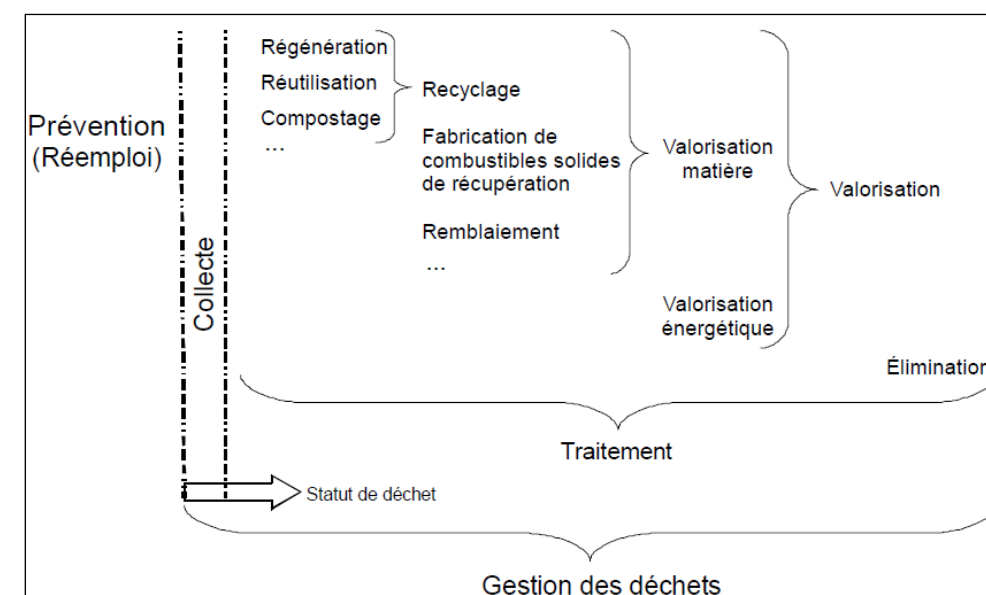 Prévention
(Réemploi)
Collecte
Régénération
Réutilisation
Compostage
…
Recyclage
Fabrication de
combustibles solides
de récupération
Remblaiement
…
Valorisation
matière
Valorisation
énergétique
Valorisation
Élimination
Traitement
Statut de déchet
Gestion des déchets